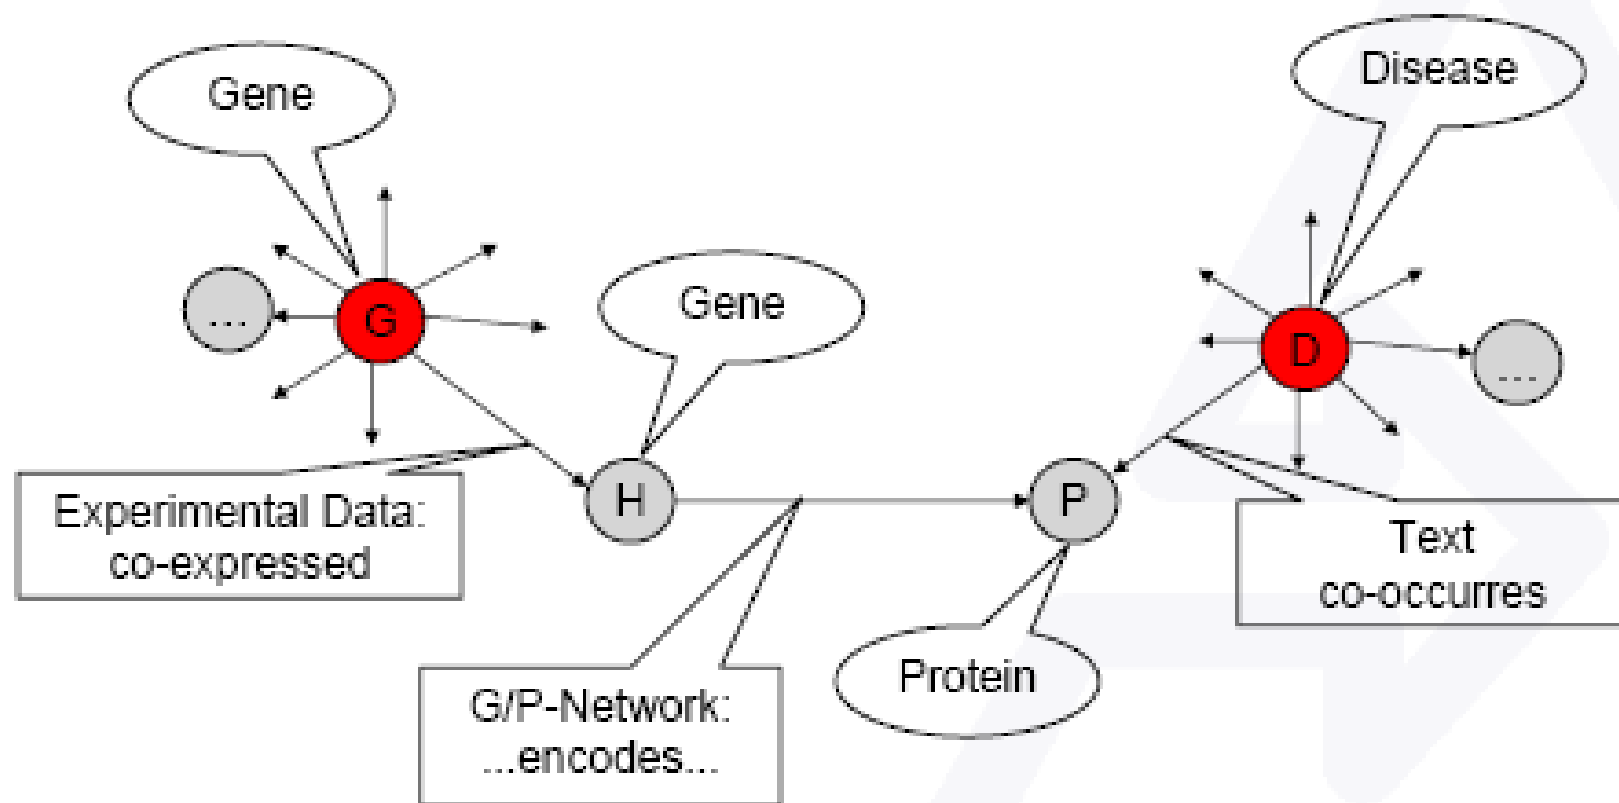 Gene
Disease
Gene
...
G
D
...
H
P
Experimental Data:
co-expressed
Text
co-occurres
Protein
G/P-Network:
...encodes...